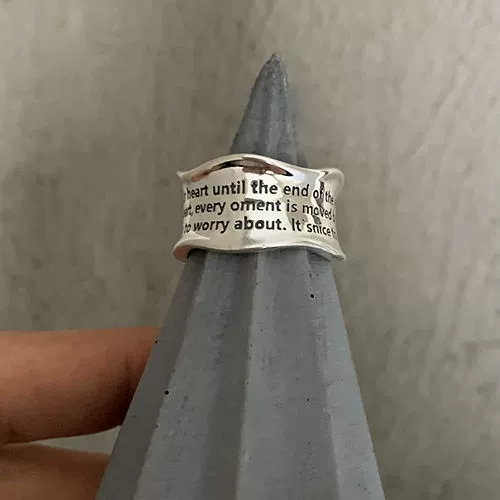 heart until the end of the
every oment is moved
to worry about. It snice